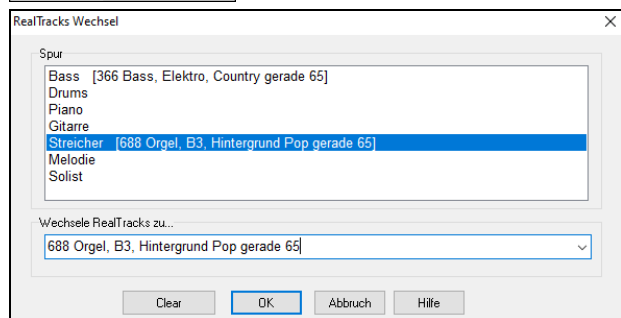 RealTracks Wechsel
Spur
Bass [366 Bass, Elektro, Country gerade 65]
Drums
Piano
Gitarre
Streicher [688 Orgel, B3, Hintergrund Pop gerade 65]
Melodie
Solist
Wechsele RealTracks zu...
688 Orgel, B3, Hintergrund Pop gerade 65
Clear OK Abbruch Hilfe